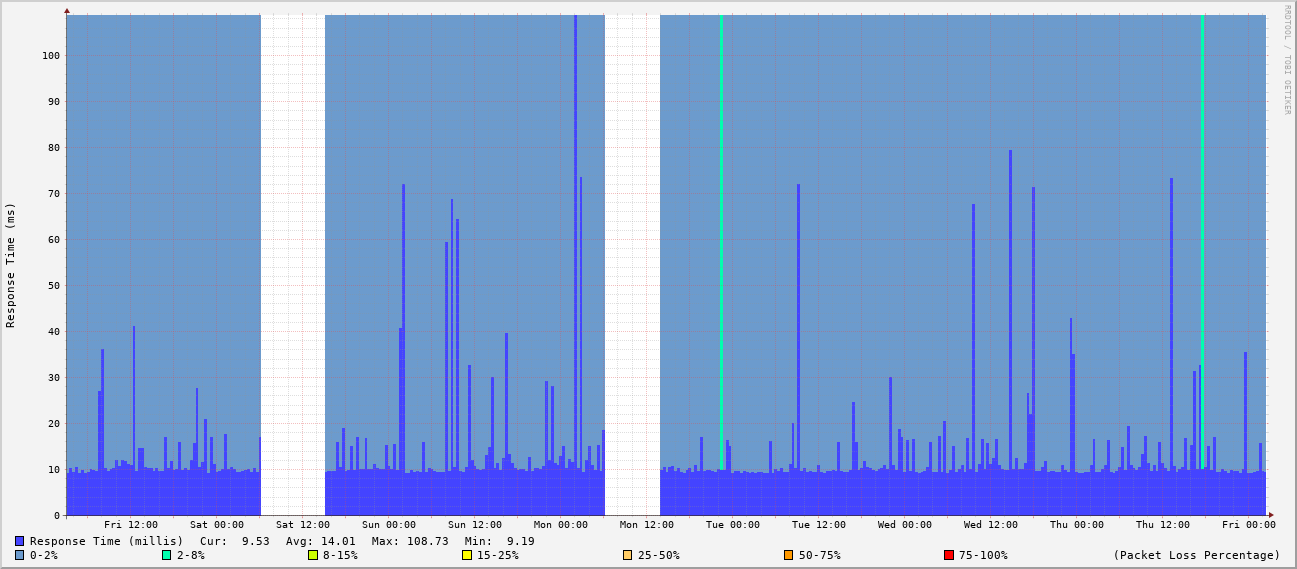 RRDTOOL / TOBI OETIKER
Response Time (ms)
100
90
80
70
60
50
40
30
20
10
0
Fri 12:00 Sat 00:00 Sat 12:00 Sun 00:00 Sun 12:00 Mon 00:00 Mon 12:00 Tue 00:00 Tue 12:00 Wed 00:00 Wed 12:00 Thu 00:00 Thu 12:00 Fri 00:00
Response Time (millis) Cur: 9.53 Avg: 14.01 Max: 108.73 Min: 9.19
0-2% 2-8% 8-15% 15-25% 25-50% 50-75% 75-100% (Packet Loss Percentage)